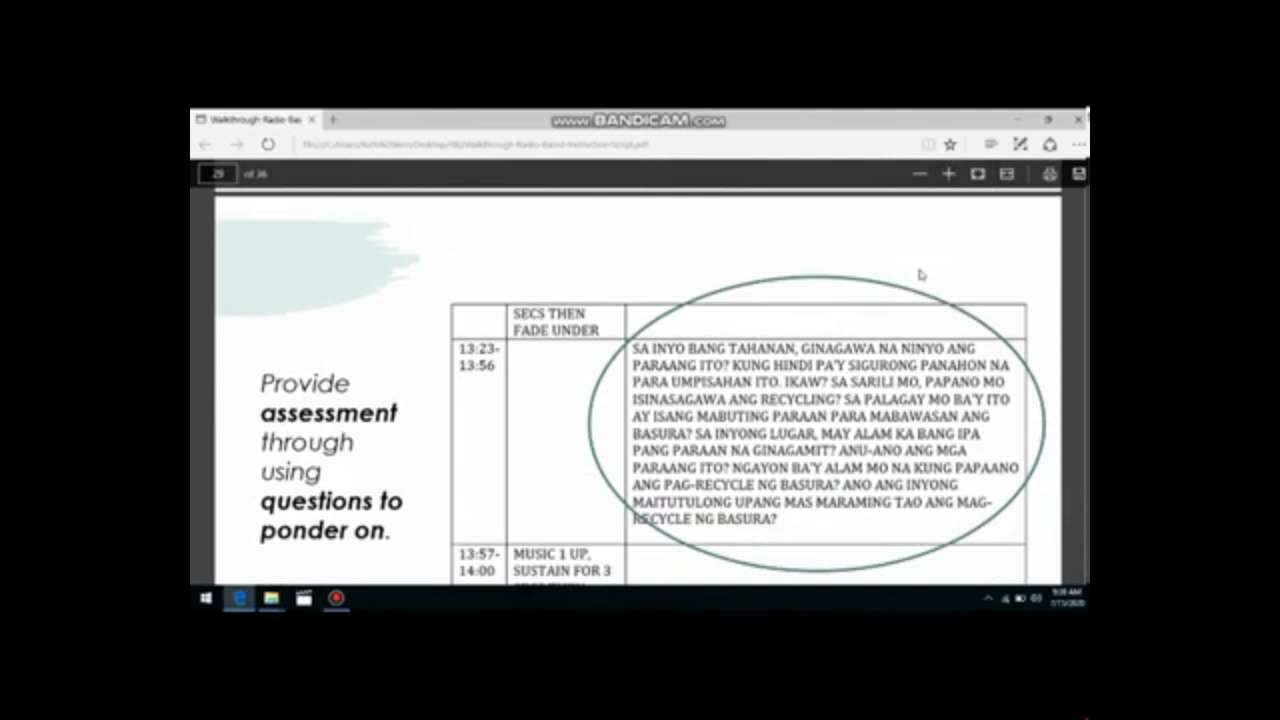 Walkthrough-Radio-Bas
www.BANDICAM.com
29 of 36
SECS THEN
FADE UNDER
13:23-
13:56
SA INYO BANG TAHANAN, GINAGAWA NA NINYO ANG
PARAANG ITO? KUNG HINDI PA'Y SIGURONG PANAHON NA
PARA UMPISAHAN ITO. IKAW? SA SARILI MO, PAPANO MO
ISINASAGAWA ANG RECYCLING? SA PALAGAY MO BA'Y ITO
AY ISANG MABUTING PARAAN PARA MABAWASAN ANG
BASURA? SA INYONG LUGAR, MAY ALAM KA BANG IPA
PANG PARAAN NA GINAGAMIT? ANU-ANO ANG MGA
PARAANG ITO? NGAYON BA'Y ALAM MO NA KUNG PAPAANO
ANG PAG-RECYCLE NG BASURA? ANO ANG INYONG
MAITUTULONG UPANG MAS MARAMING TAO ANG MAG-
RECYCLE NG BASURA?
Provide
assessment
through
using
questions to
ponder on.
13:57-
14:00
MUSIC 1 UP,
SUSTAIN FOR 3
9:38 AM
7/15/2020